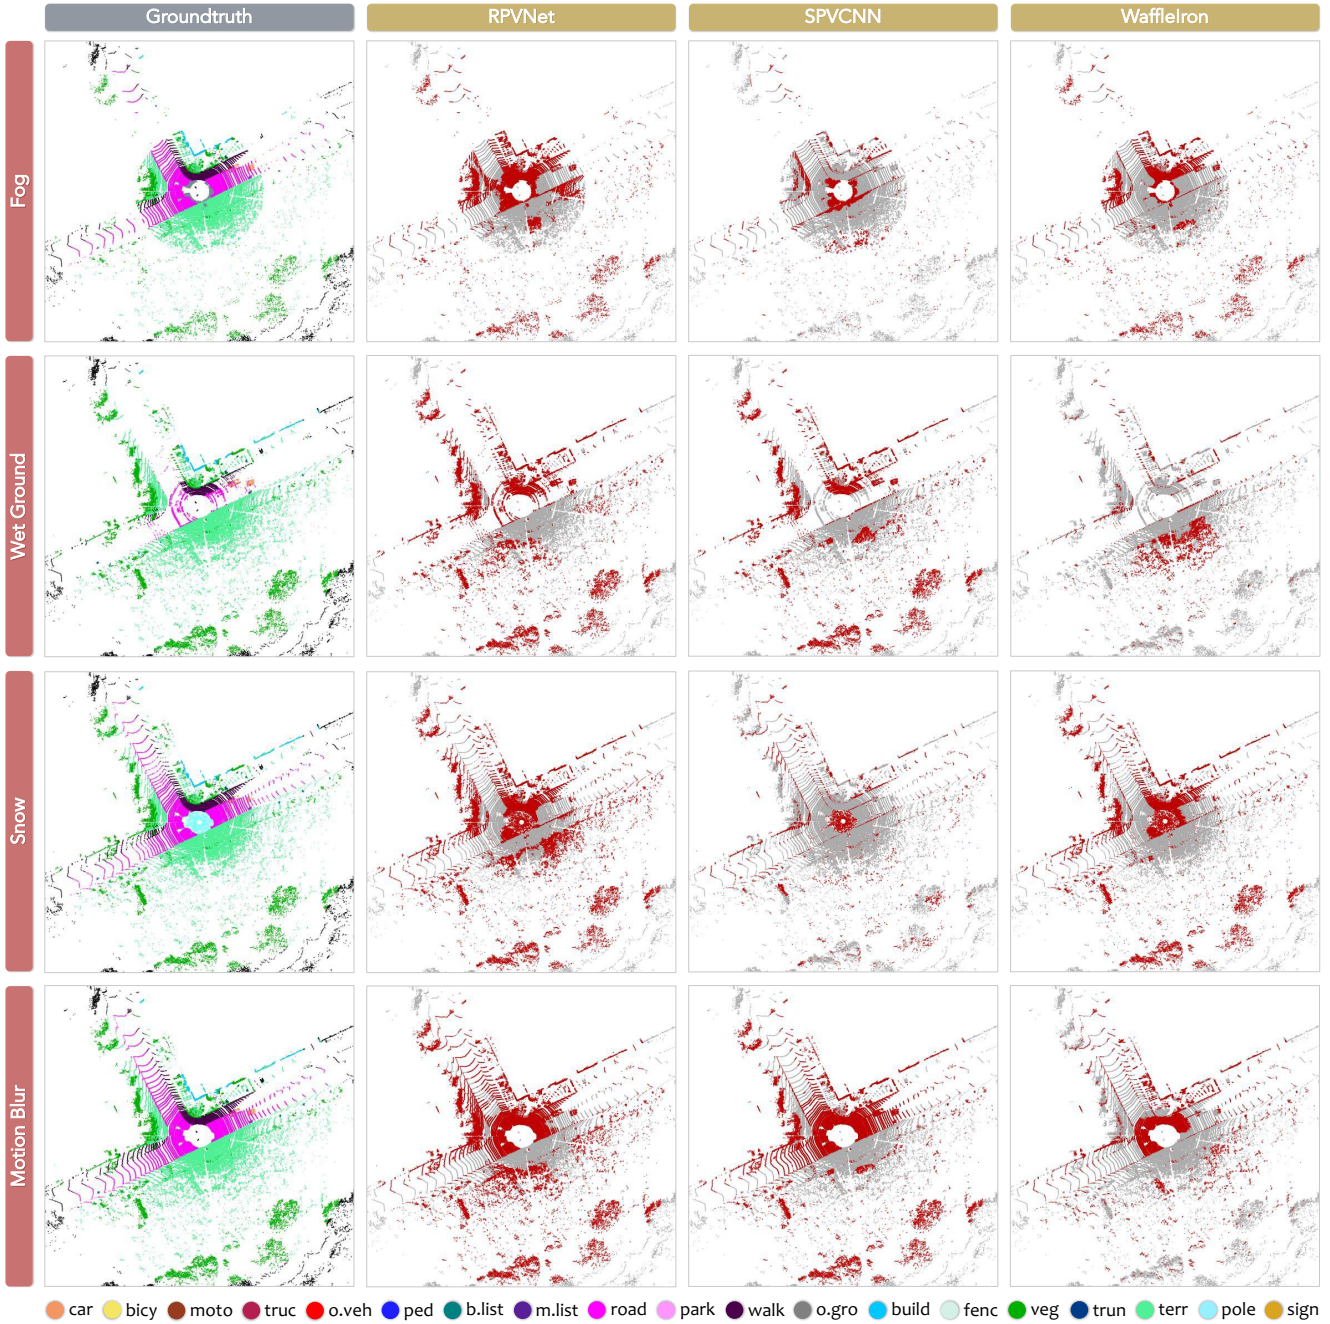 Groundtruth RPVNet SPVCNN WaffleIron
Fog
Wet Ground
Snow
Motion Blur
car bicy moto truc o.veh ped b.list m.list road park walk o.gro build fenc veg trun terr pole sign